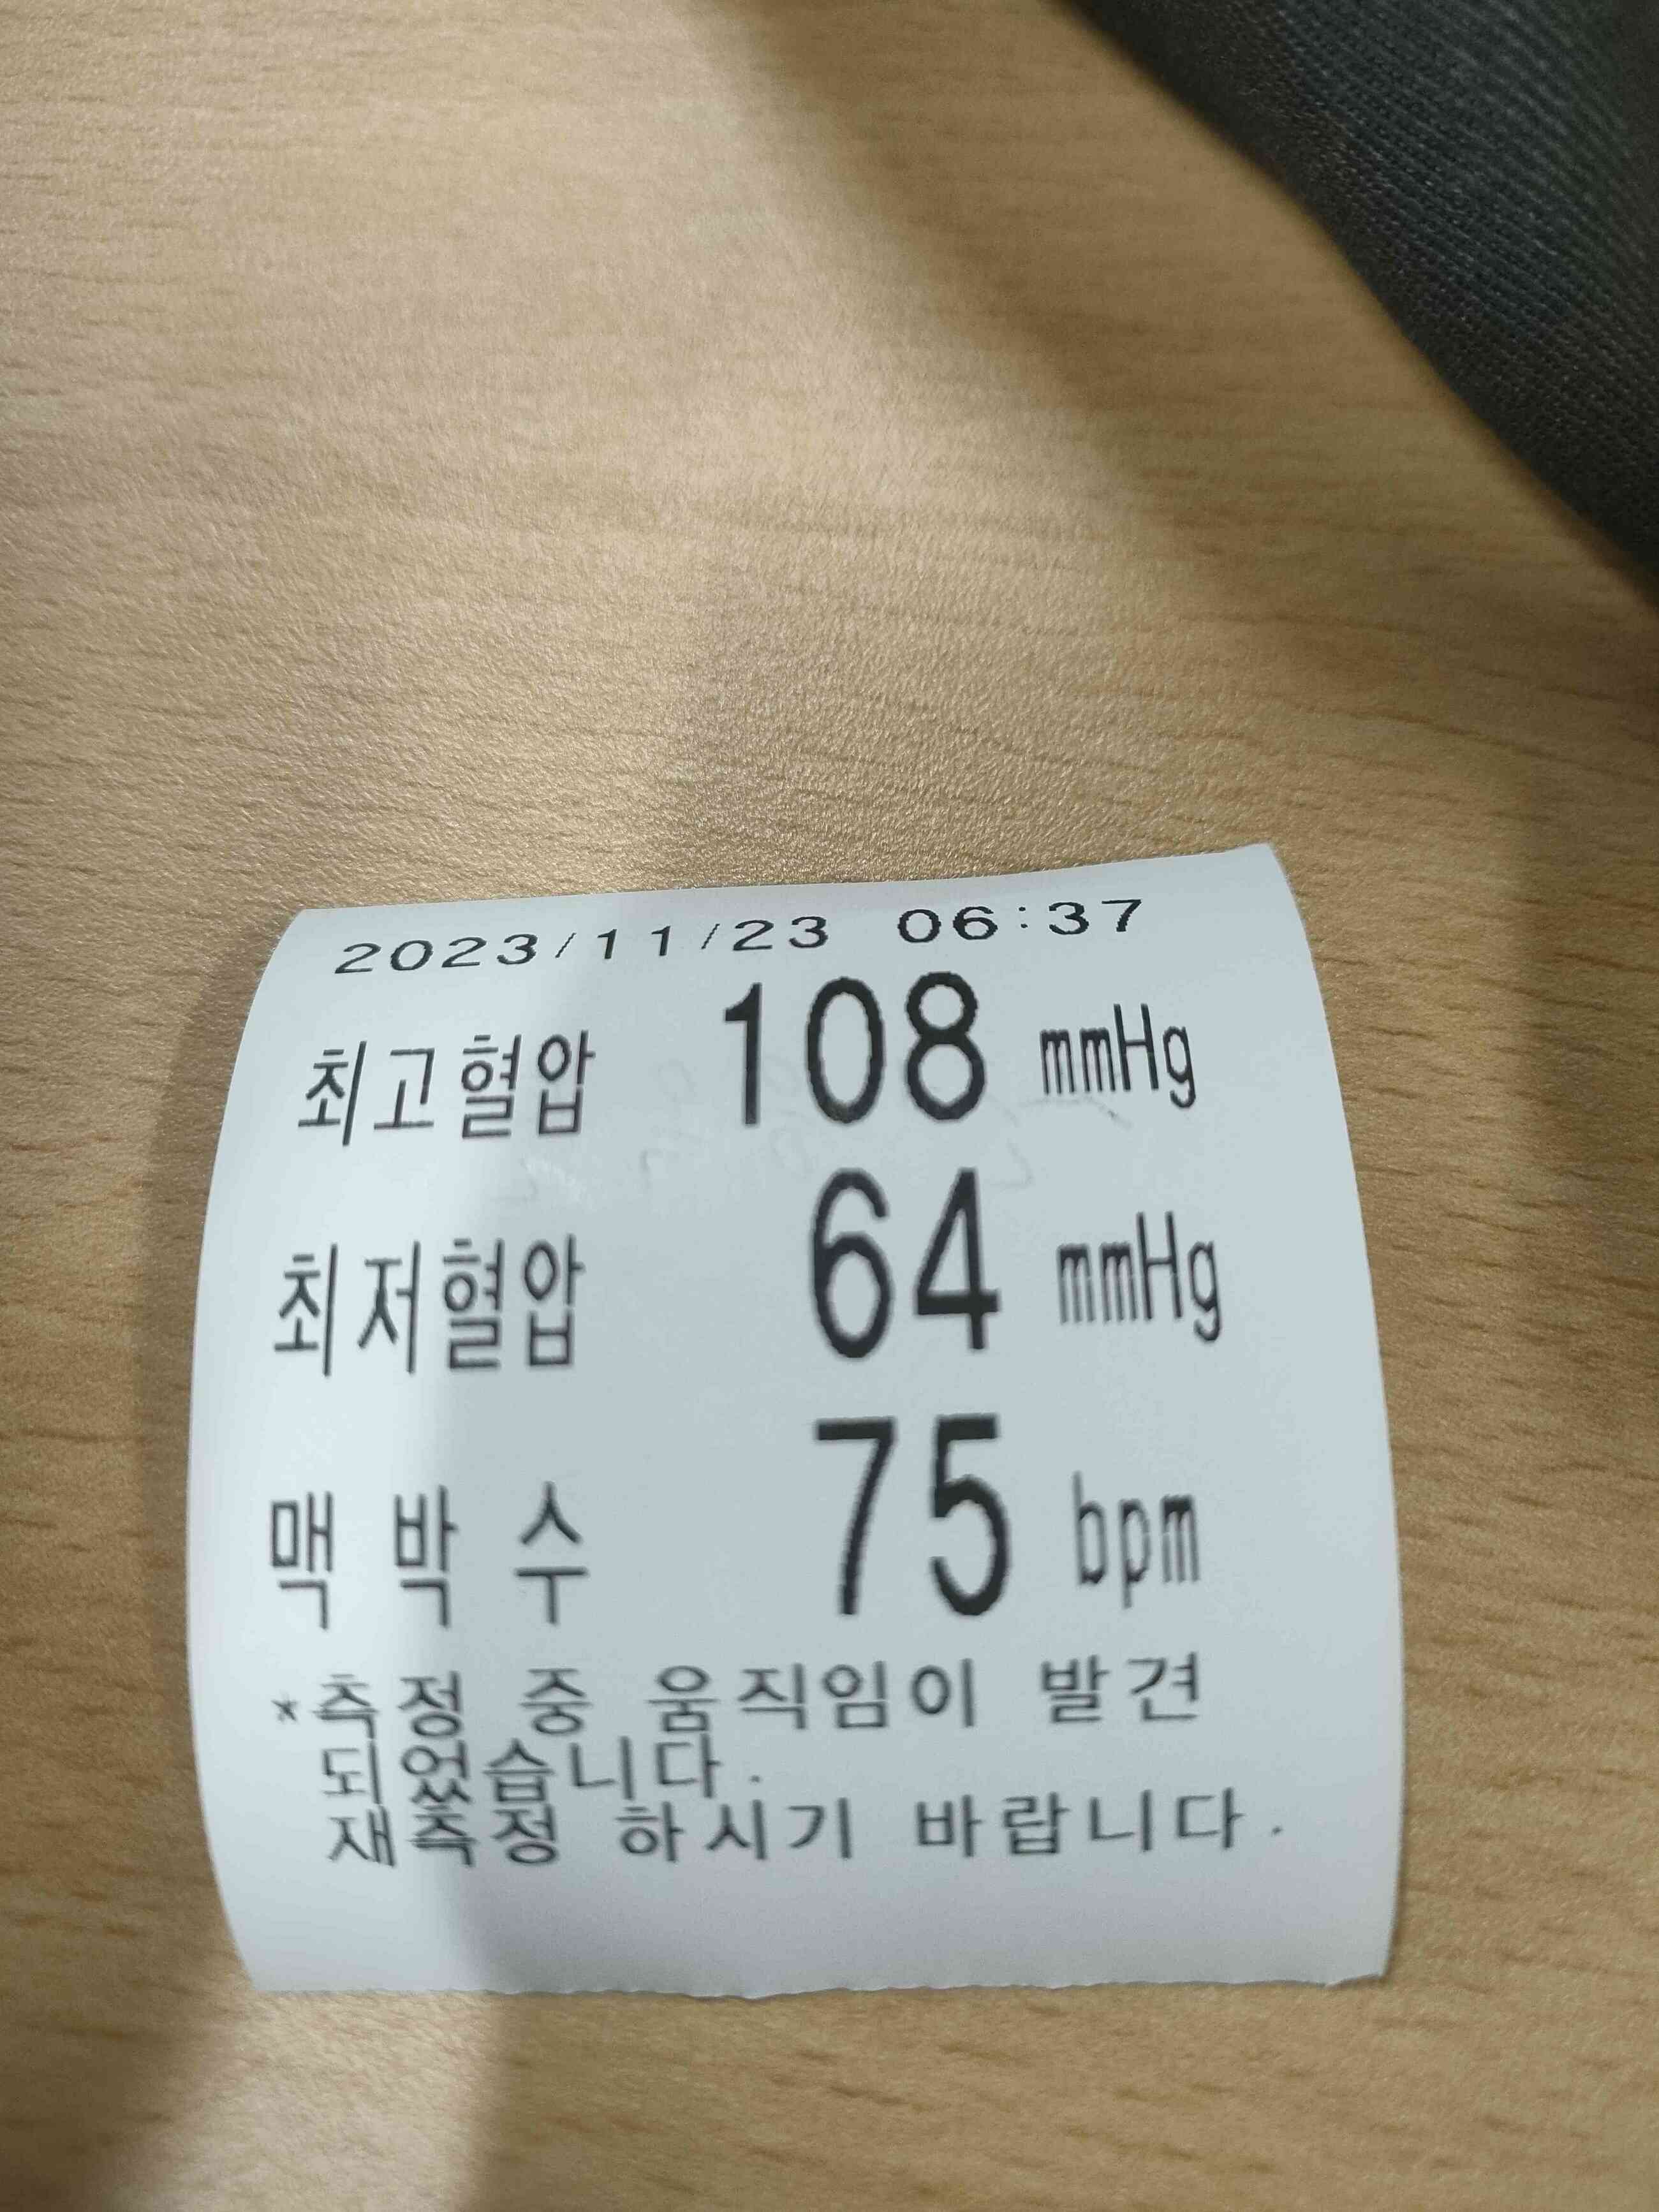 2023/11/23 06:37
최고혈압 108 mmHg
최저혈압 64 mmHg
맥 박 수 75 bpm
*측정 중 움직임이 발견
되었습니다.
재측정 하시기 바랍니다.